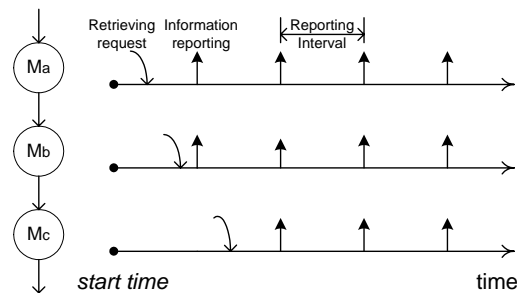 Retrieving request
Information reporting
Reporting Interval
Ma
Mb
Mc
start time
time